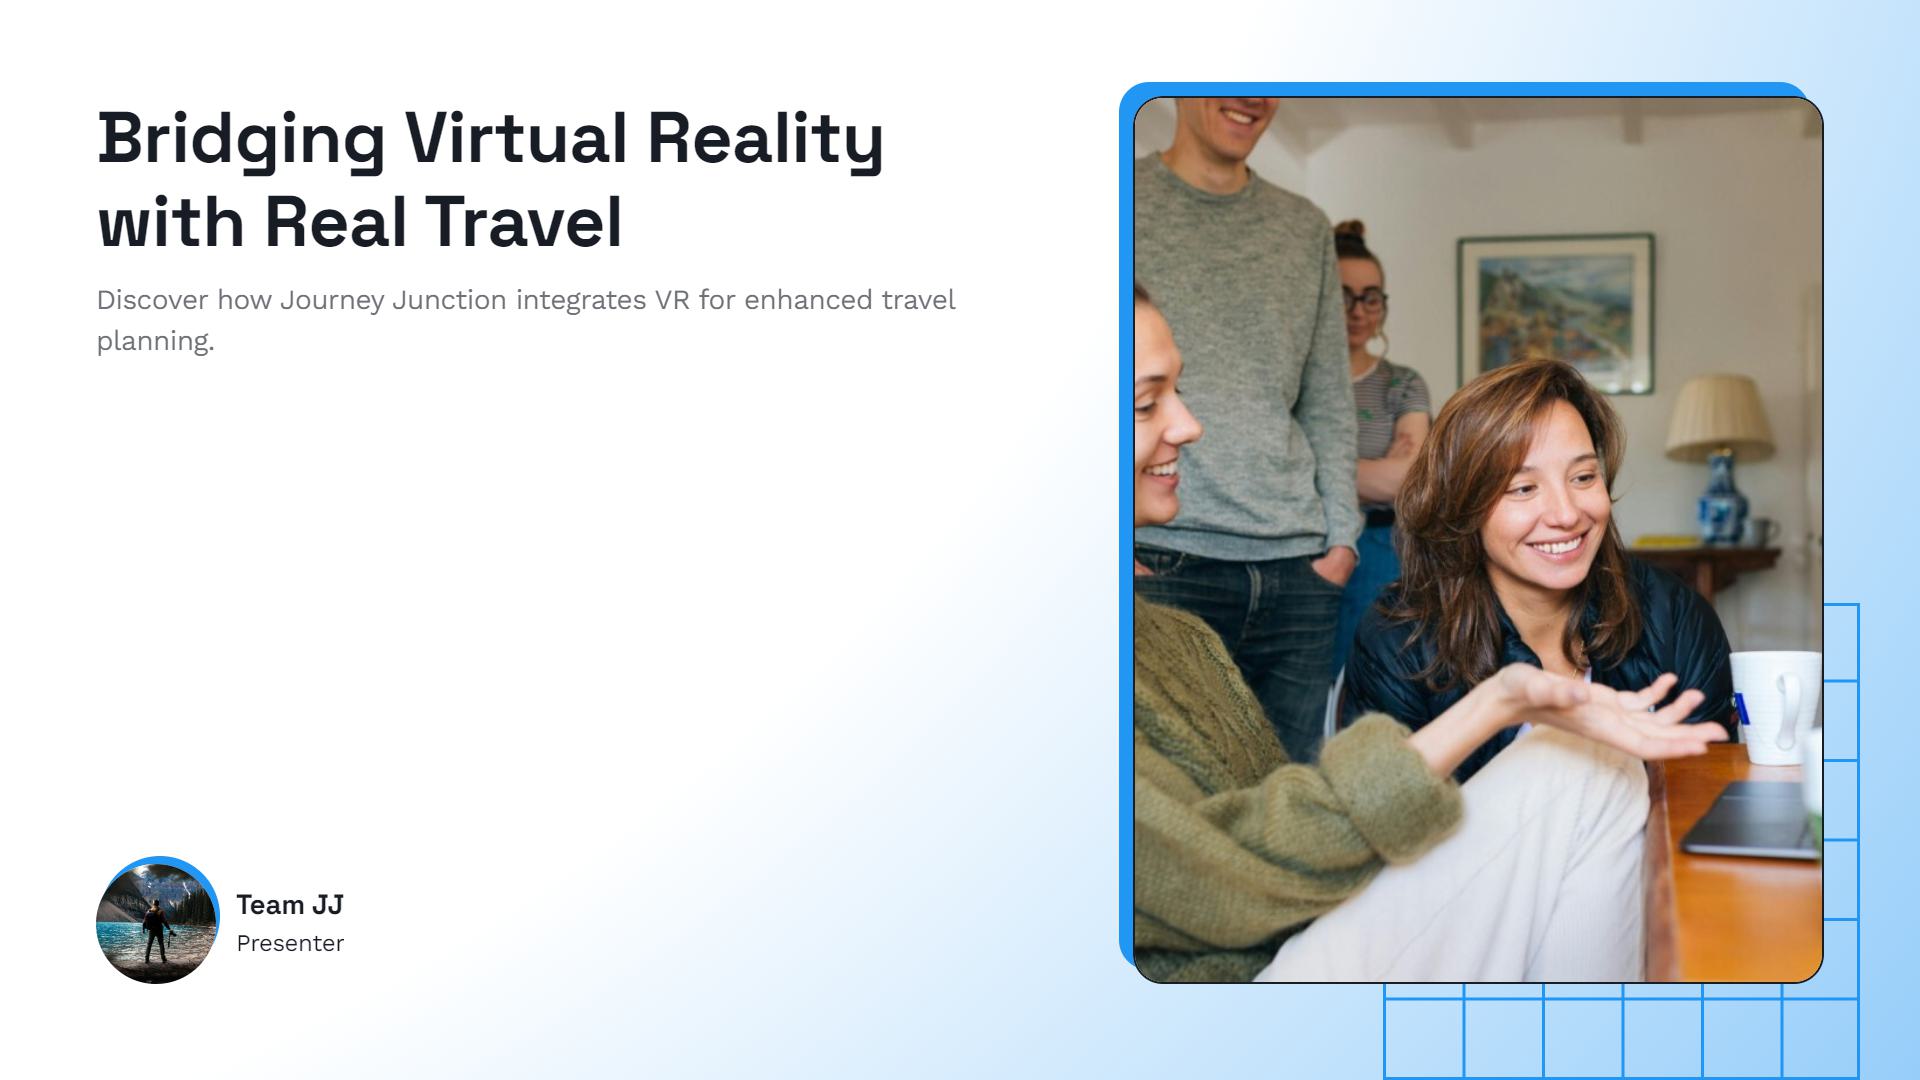 Bridging Virtual Reality
with Real Travel
Discover how Journey Junction integrates VR for enhanced travel
planning.
Team JJ
Presenter